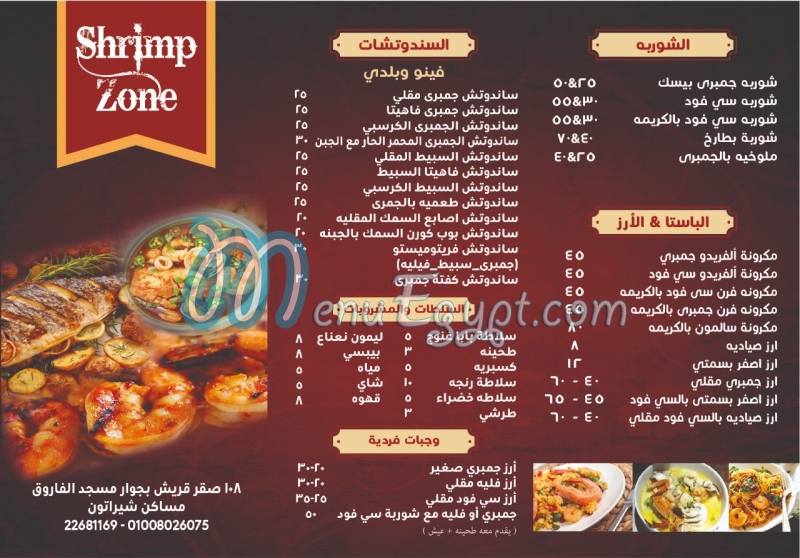 Shrimp
Zone
الشوربه
شوربه جمبرى بيسك ٢٥&٥٠
شوربه سي فود ٣٠&٥٥
شوربه سي فود بالكريمه ٣٠&٥٥
شوربة بطارخ ٤٠&٧٠
ملوخيه بالجمبرى ٢٥&٤٠
الباستا & الأرز
مكرونة ألفريدو جمبري ٤٥
مكرونة ألفريدو سي فود ٤٥
مكرونه فرن سي فود بالكريمه ٤٥
مكرونه فرن جمبرى بالكريمه ٤٥
مكرونة سالمون بالكريمه ٨٠
ارز صياديه ٨
ارز اصفر بسمتي ١٢
ارز جمبري مقلي ٤٠ - ٦٠
ارز اصفر بسمتى بالسي فود ٤٥ - ٦٥
ارز صياديه بالسي فود مقلي ٤٠ - ٦٠
السندوتشات
فينو وبلدي
ساندوتش جمبرى مقلي ٢٥
ساندوتش جمبرى فاهيتا ٢٥
ساندوتش الجمبرى الكرسبي ٢٥
ساندوتش الجمبرى المحمر الحار مع الجبن ٣٠
ساندوتش السبيط المقلي ٢٥
ساندوتش فاهيتا السبيط ٢٥
ساندوتش السبيط الكرسبي ٢٥
ساندوتش طعميه بالجمرى ٢٥
ساندوتش اصابع السمك المقليه ٢٠
ساندوتش بوب كورن السمك بالجبنه ٢٠
ساندوتش فريتوميستو ٣٠
(جمبرى_سبيط_فيليه)
ساندوتش كفتة جمبرى ٣٠
السلطات والمشروبات
سلاطة بابا غنوج ٥ ليمون نعناع ٨
طحينه ٣ بيبسي ٨
كسبريه ٥ مياه ٥
سلاطة رنجه ١٠ شاي ٥
سلاطه خضراء ٥ قهوه ٨
طرشي ٣
وجبات فردية
أرز جمبري صغير ٢٠-٣٠
أرز فليه مقلي ٢٠-٣٠
أرز سي فود مقلي ٢٥-٣٥
جمبري أو فليه مع شوربة سي فود ٥٠
( يقدم معه طحينه + عيش )
١٠٨ صقر قريش بجوار مسجد الفاروق
مساكن شيراتون
22681169 - 01008026075
MenuEgypt.com